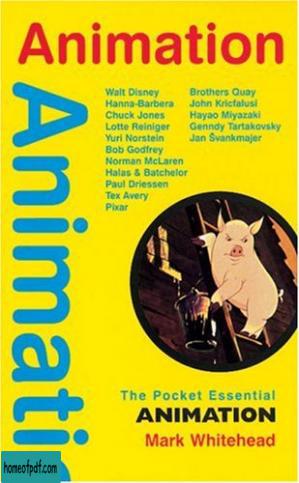 Animation
Animati
Walt Disney
Hanna-Barbera
Chuck Jones
Lotte Reiniger
Yuri Norstein
Bob Godfrey
Norman McLaren
Halas & Batchelor
Paul Driessen
Tex Avery
Pixar
Brothers Quay
John Kricfalusi
Hayao Miyazaki
Genndy Tartakovsky
Jan Švankmajer
The Pocket Essential
ANIMATION
Mark Whitehead
homeofpdf.com